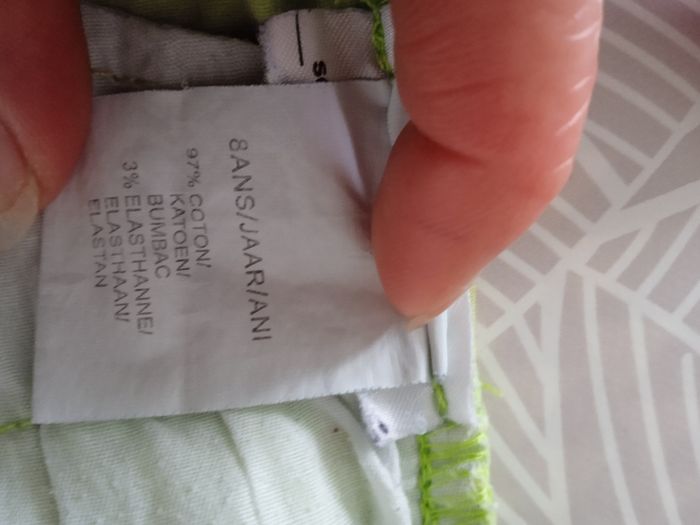 8ANS/JAAR/ANI
97% COTON/
KATOEN/
BUMBAC
3% ELASTHANNE/
ELASTHAAN/
ELASTAN